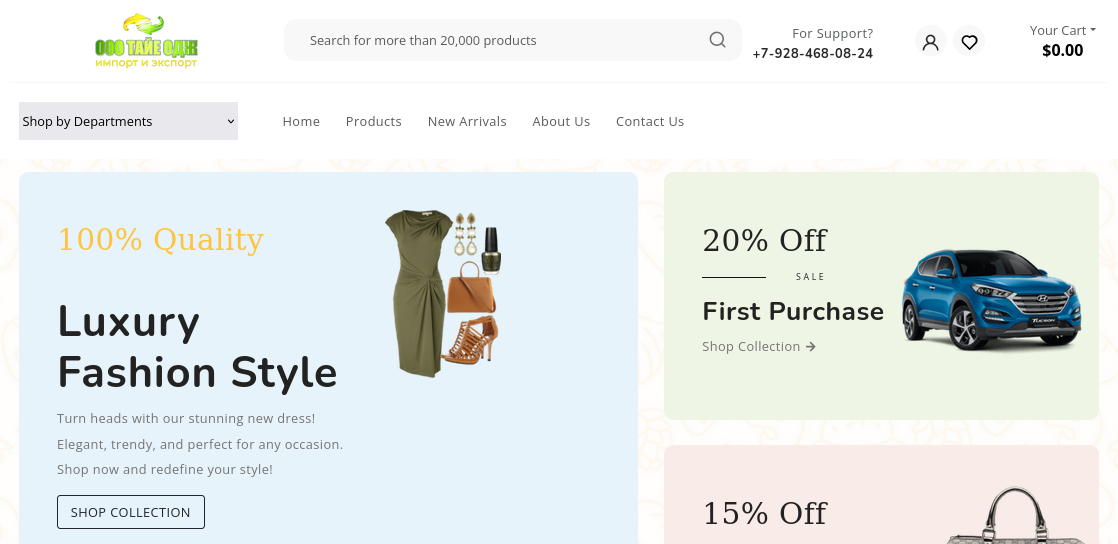 ООО ТАЙЕ ОДЖ
импорт и экспорт
Search for more than 20,000 products
For Support?
+7-928-468-08-24
Your Cart
$0.00
Shop by Departments
Home
Products
New Arrivals
About Us
Contact Us
100% Quality
Luxury
Fashion Style
Turn heads with our stunning new dress!
Elegant, trendy, and perfect for any occasion.
Shop now and redefine your style!
SHOP COLLECTION
20% Off
SALE
First Purchase
Shop Collection
TUCSON
15% Off